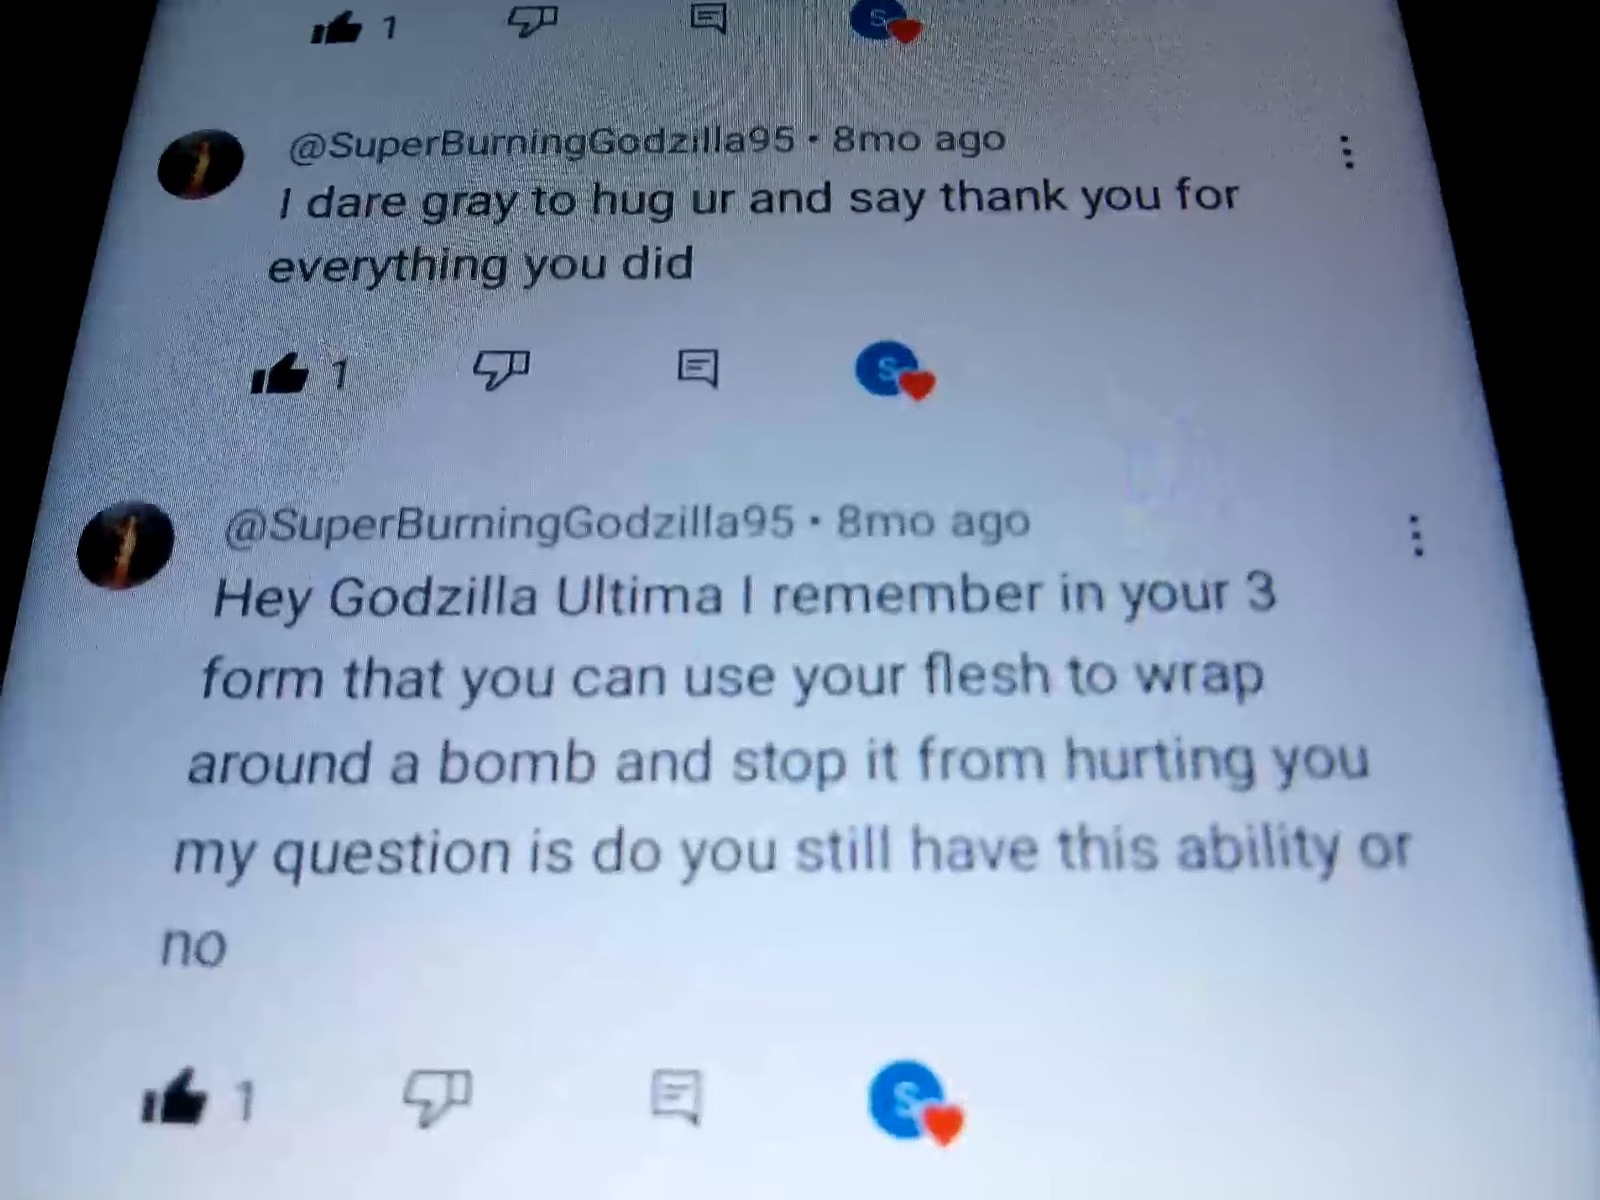 1
S
@SuperBurningGodzilla95 • 8mo ago
I dare gray to hug ur and say thank you for
everything you did
1
S
@SuperBurningGodzilla95 • 8mo ago
Hey Godzilla Ultima I remember in your 3
form that you can use your flesh to wrap
around a bomb and stop it from hurting you
my question is do you still have this ability or
no
1
S